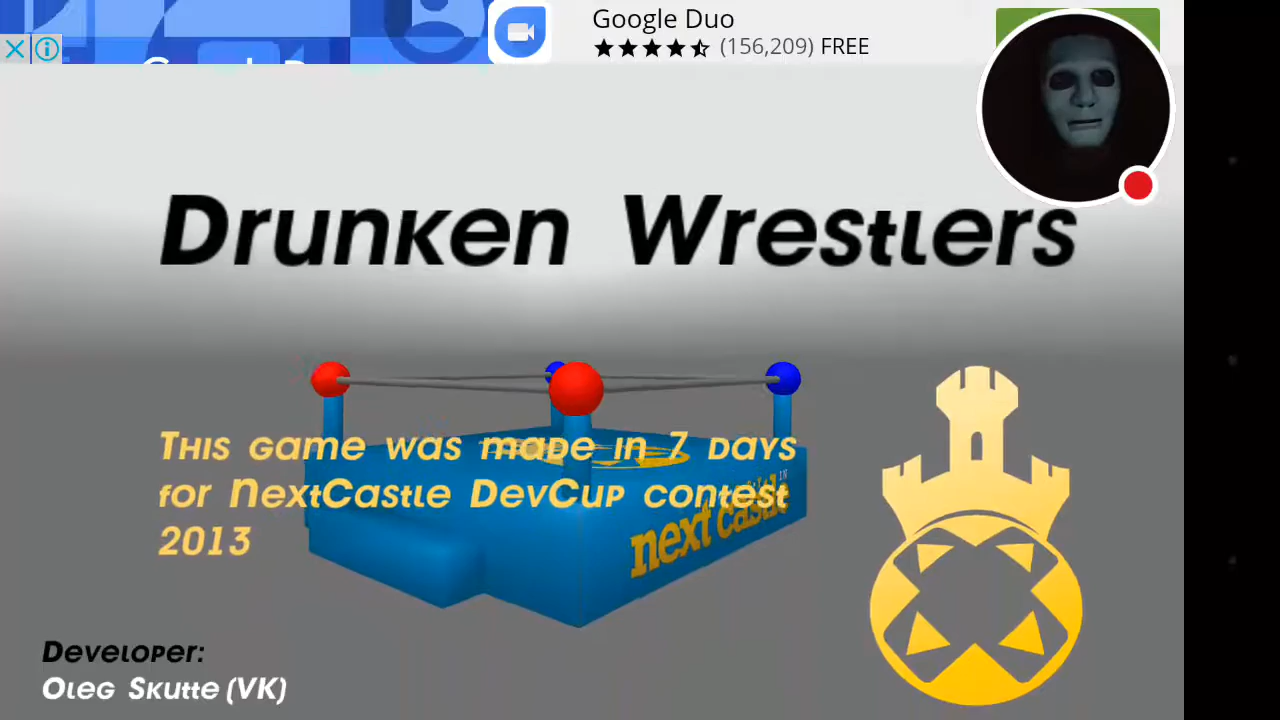 Google Duo
(156,209) FREE
Drunken Wrestlers
This game was made in 7 days
for NextCastle DevCup contest
2013
next castle
Developer:
Oleg Skutte (VK)